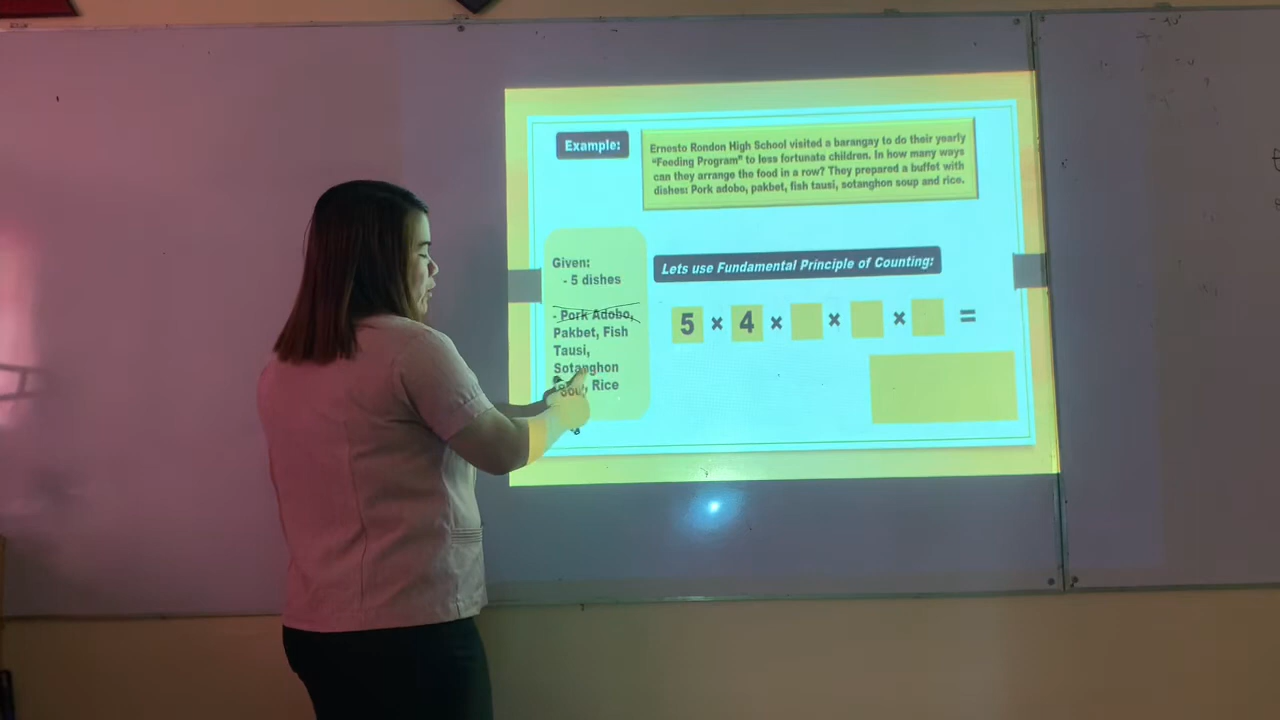 Example:
Ernesto Rondon High School visited a barangay to do their yearly
"Feeding Program" to less fortunate children. In how many ways
can they arrange the food in a row? They prepared a buffet with
dishes: Pork adobo, pakbet, fish tausi, sotanghon soup and rice.
Given:
- 5 dishes
- Pork Adobo,
Pakbet, Fish
Tausi,
Sotanghon
Soup, Rice
Lets use Fundamental Principle of Counting:
5 × 4 × × × =